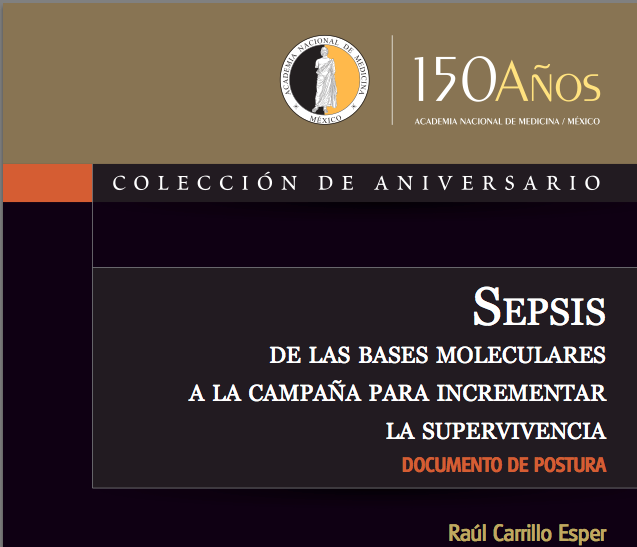 ACADEMIA NACIONAL DE MEDICINA
MÉXICO
150AÑOS
ACADEMIA NACIONAL DE MEDICINA / MÉXICO
COLECCIÓN DE ANIVERSARIO
SEPSIS
DE LAS BASES MOLECULARES
A LA CAMPAÑA PARA INCREMENTAR
LA SUPERVIVENCIA
DOCUMENTO DE POSTURA
Raúl Carrillo Esper